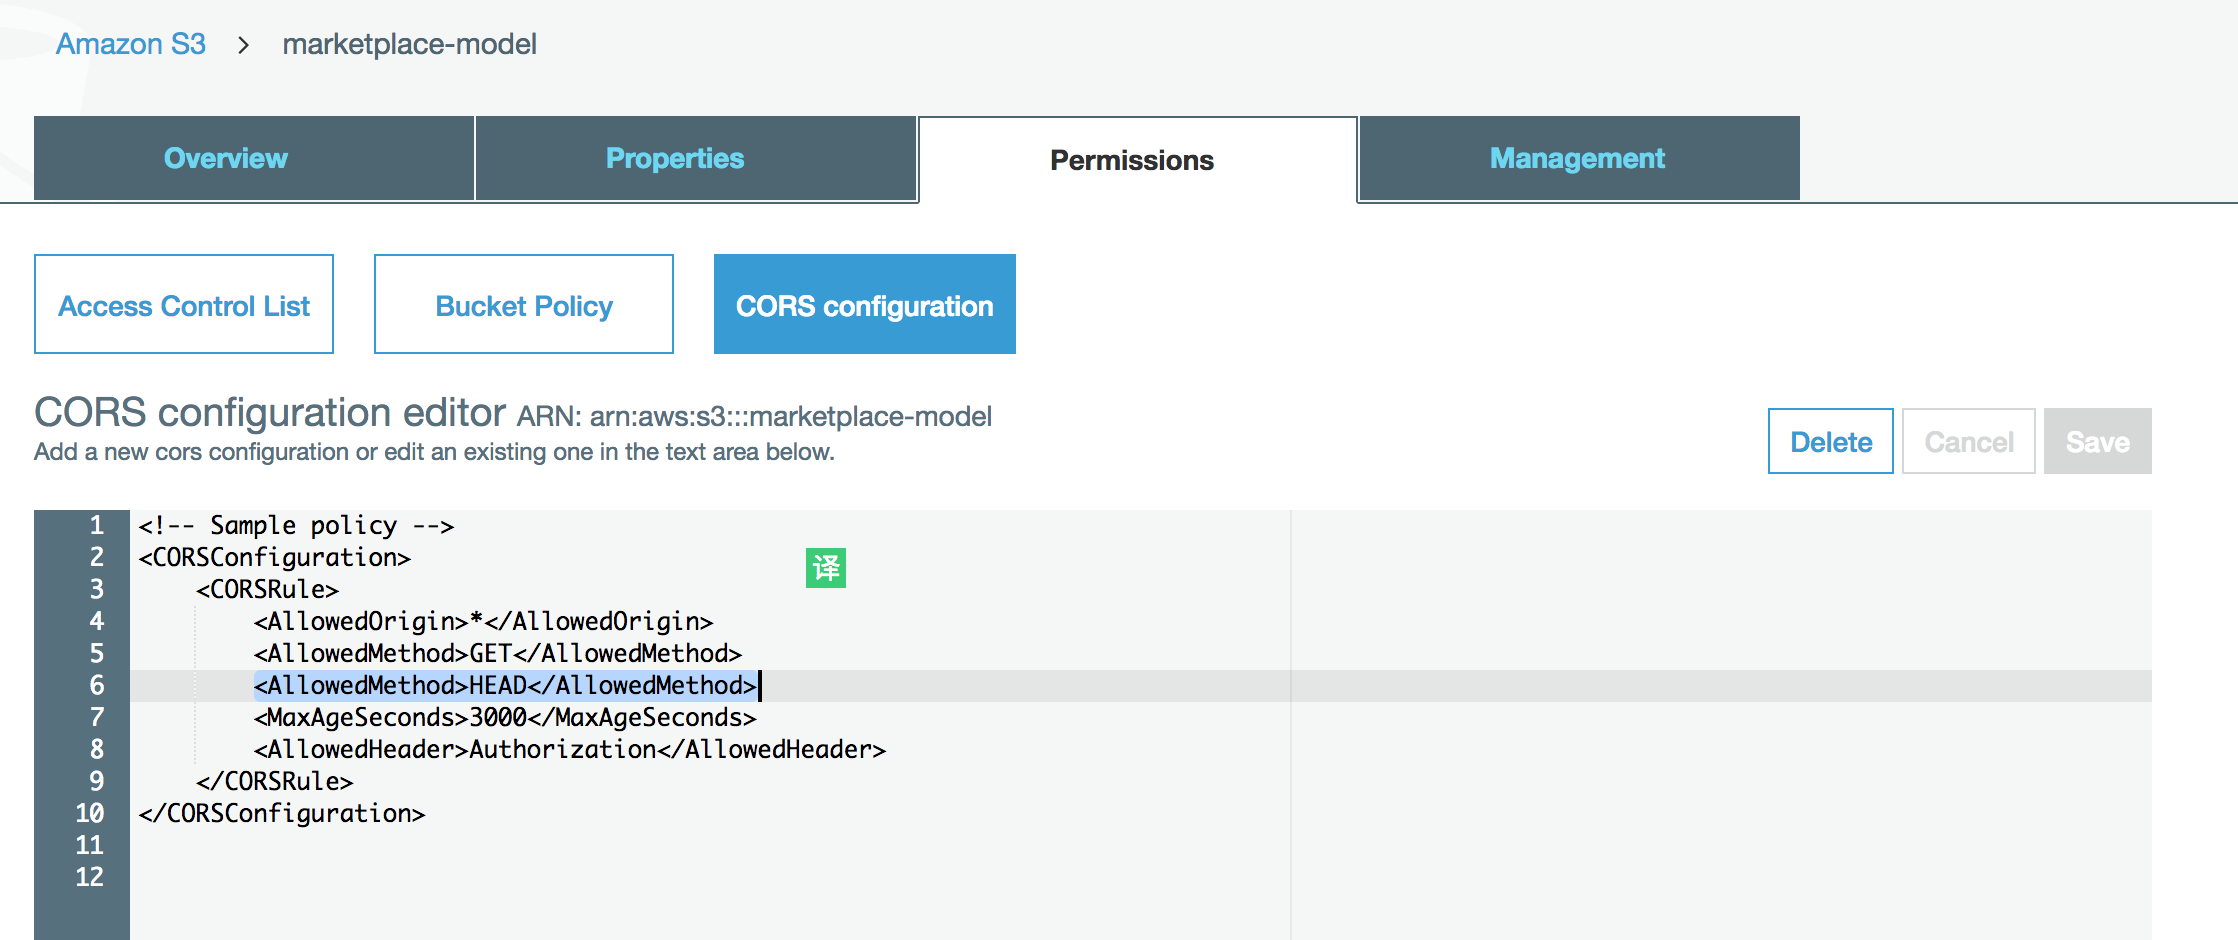 Amazon S3 > marketplace-model
Overview Properties Permissions Management
Access Control List Bucket Policy CORS configuration
CORS configuration editor ARN: arn:aws:s3:::marketplace-model
Add a new cors configuration or edit an existing one in the text area below.
Delete Cancel Save
1 <!-- Sample policy -->
2 <CORSConfiguration>
译
3 <CORSRule>
4 <AllowedOrigin>*</AllowedOrigin>
5 <AllowedMethod>GET</AllowedMethod>
6 <AllowedMethod>HEAD</AllowedMethod>
7 <MaxAgeSeconds>3000</MaxAgeSeconds>
8 <AllowedHeader>Authorization</AllowedHeader>
9 </CORSRule>
10 </CORSConfiguration>
11
12